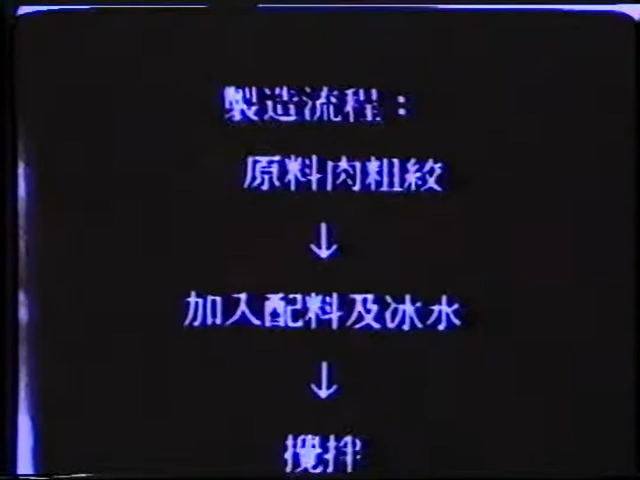 製造流程：
原料肉粗絞
↓
加入配料及冰水
↓
攪拌